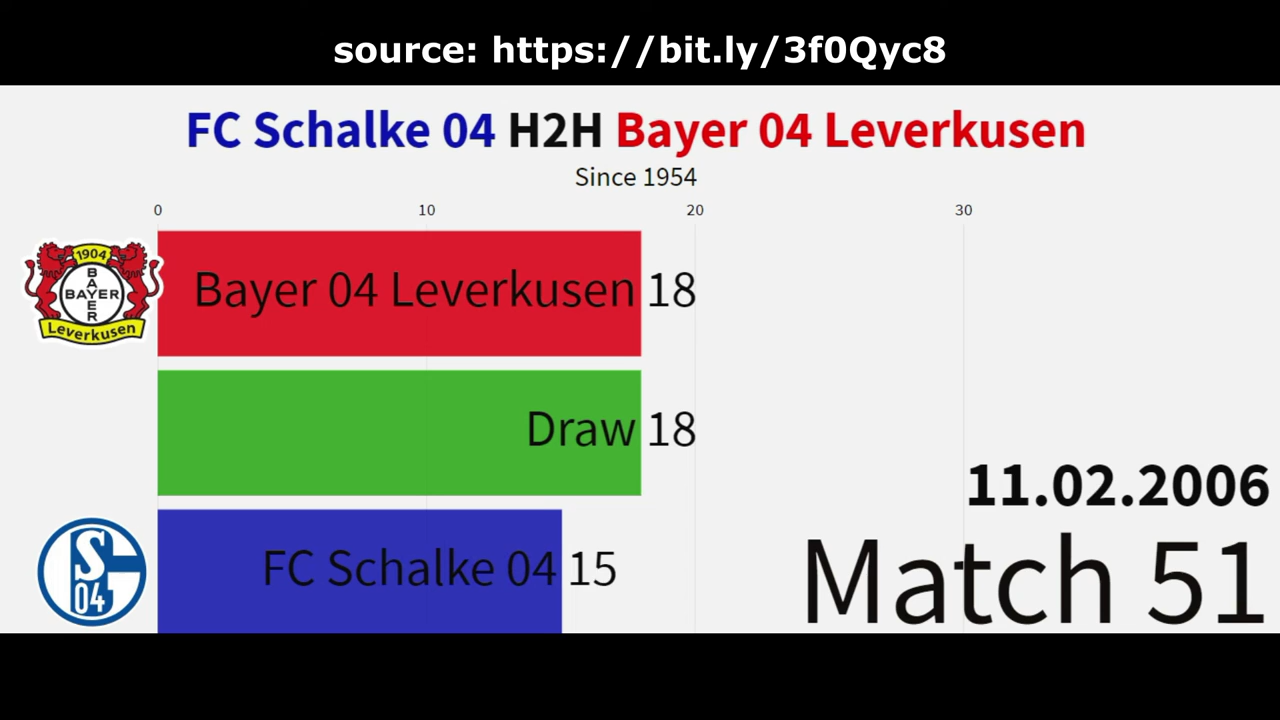 source: https://bit.ly/3f0Qyc8
FC Schalke 04 H2H Bayer 04 Leverkusen
Since 1954
0 10 20 30
1904
BAYER
BAYER
Leverkusen
Bayer 04 Leverkusen 18
Draw 18
11.02.2006
S
04
FC Schalke 04 15
Match 51